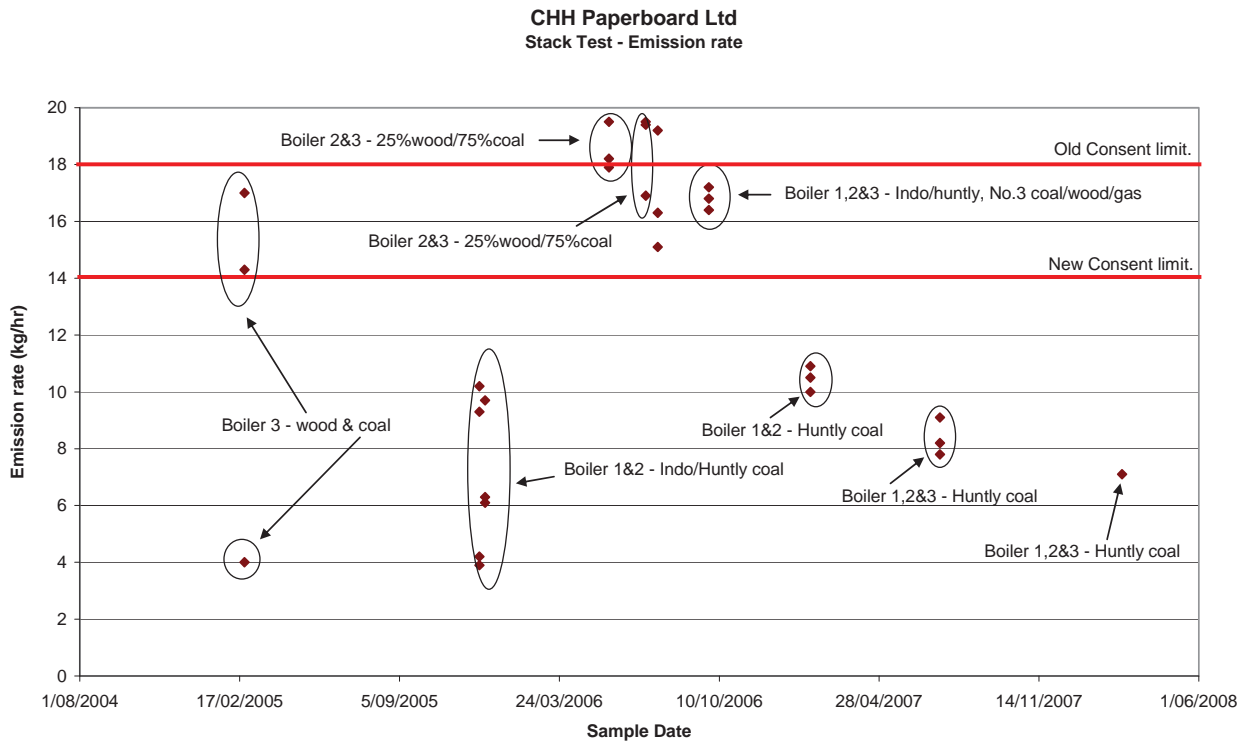 CHH Paperboard Ltd
Stack Test - Emission rate
20
18
16
14
12
10
8
6
4
2
0
Emission rate (kg/hr)
Boiler 2&3 - 25%wood/75%coal
Old Consent limit.
Boiler 1,2&3 - Indo/huntly, No.3 coal/wood/gas
Boiler 2&3 - 25%wood/75%coal
New Consent limit.
Boiler 3 - wood & coal
Boiler 1&2 - Huntly coal
Boiler 1&2 - Indo/Huntly coal
Boiler 1,2&3 - Huntly coal
Boiler 1,2&3 - Huntly coal
1/08/2004
17/02/2005
5/09/2005
24/03/2006
10/10/2006
28/04/2007
14/11/2007
1/06/2008
Sample Date